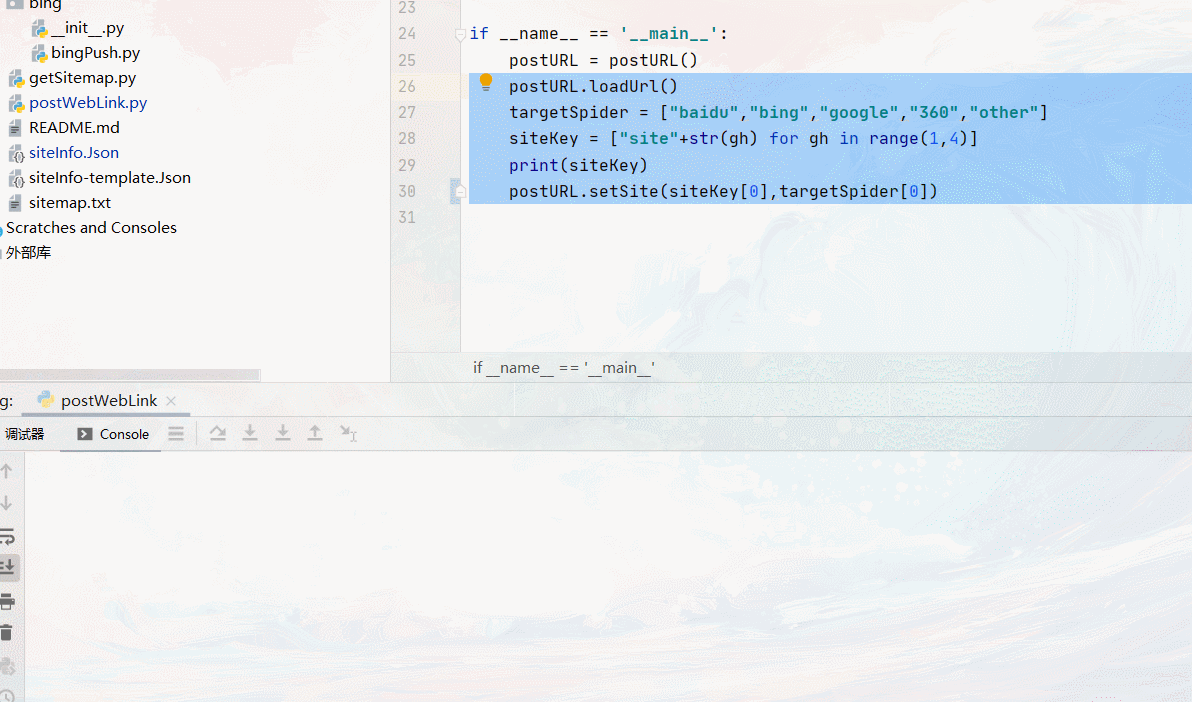 bing
__init__.py
bingPush.py
getSitemap.py
postWebLink.py
README.md
siteInfo.Json
siteInfo-template.Json
sitemap.txt
Scratches and Consoles
外部库
23
24 if __name__ == '__main__':
25 postURL = postURL()
26 postURL.loadUrl()
27 targetSpider = ["baidu","bing","google","360","other"]
28 siteKey = ["site"+str(gh) for gh in range(1,4)]
29 print(siteKey)
30 postURL.setSite(siteKey[0],targetSpider[0])
31
if __name__ == '__main__'
g: postWebLink
调试器 Console